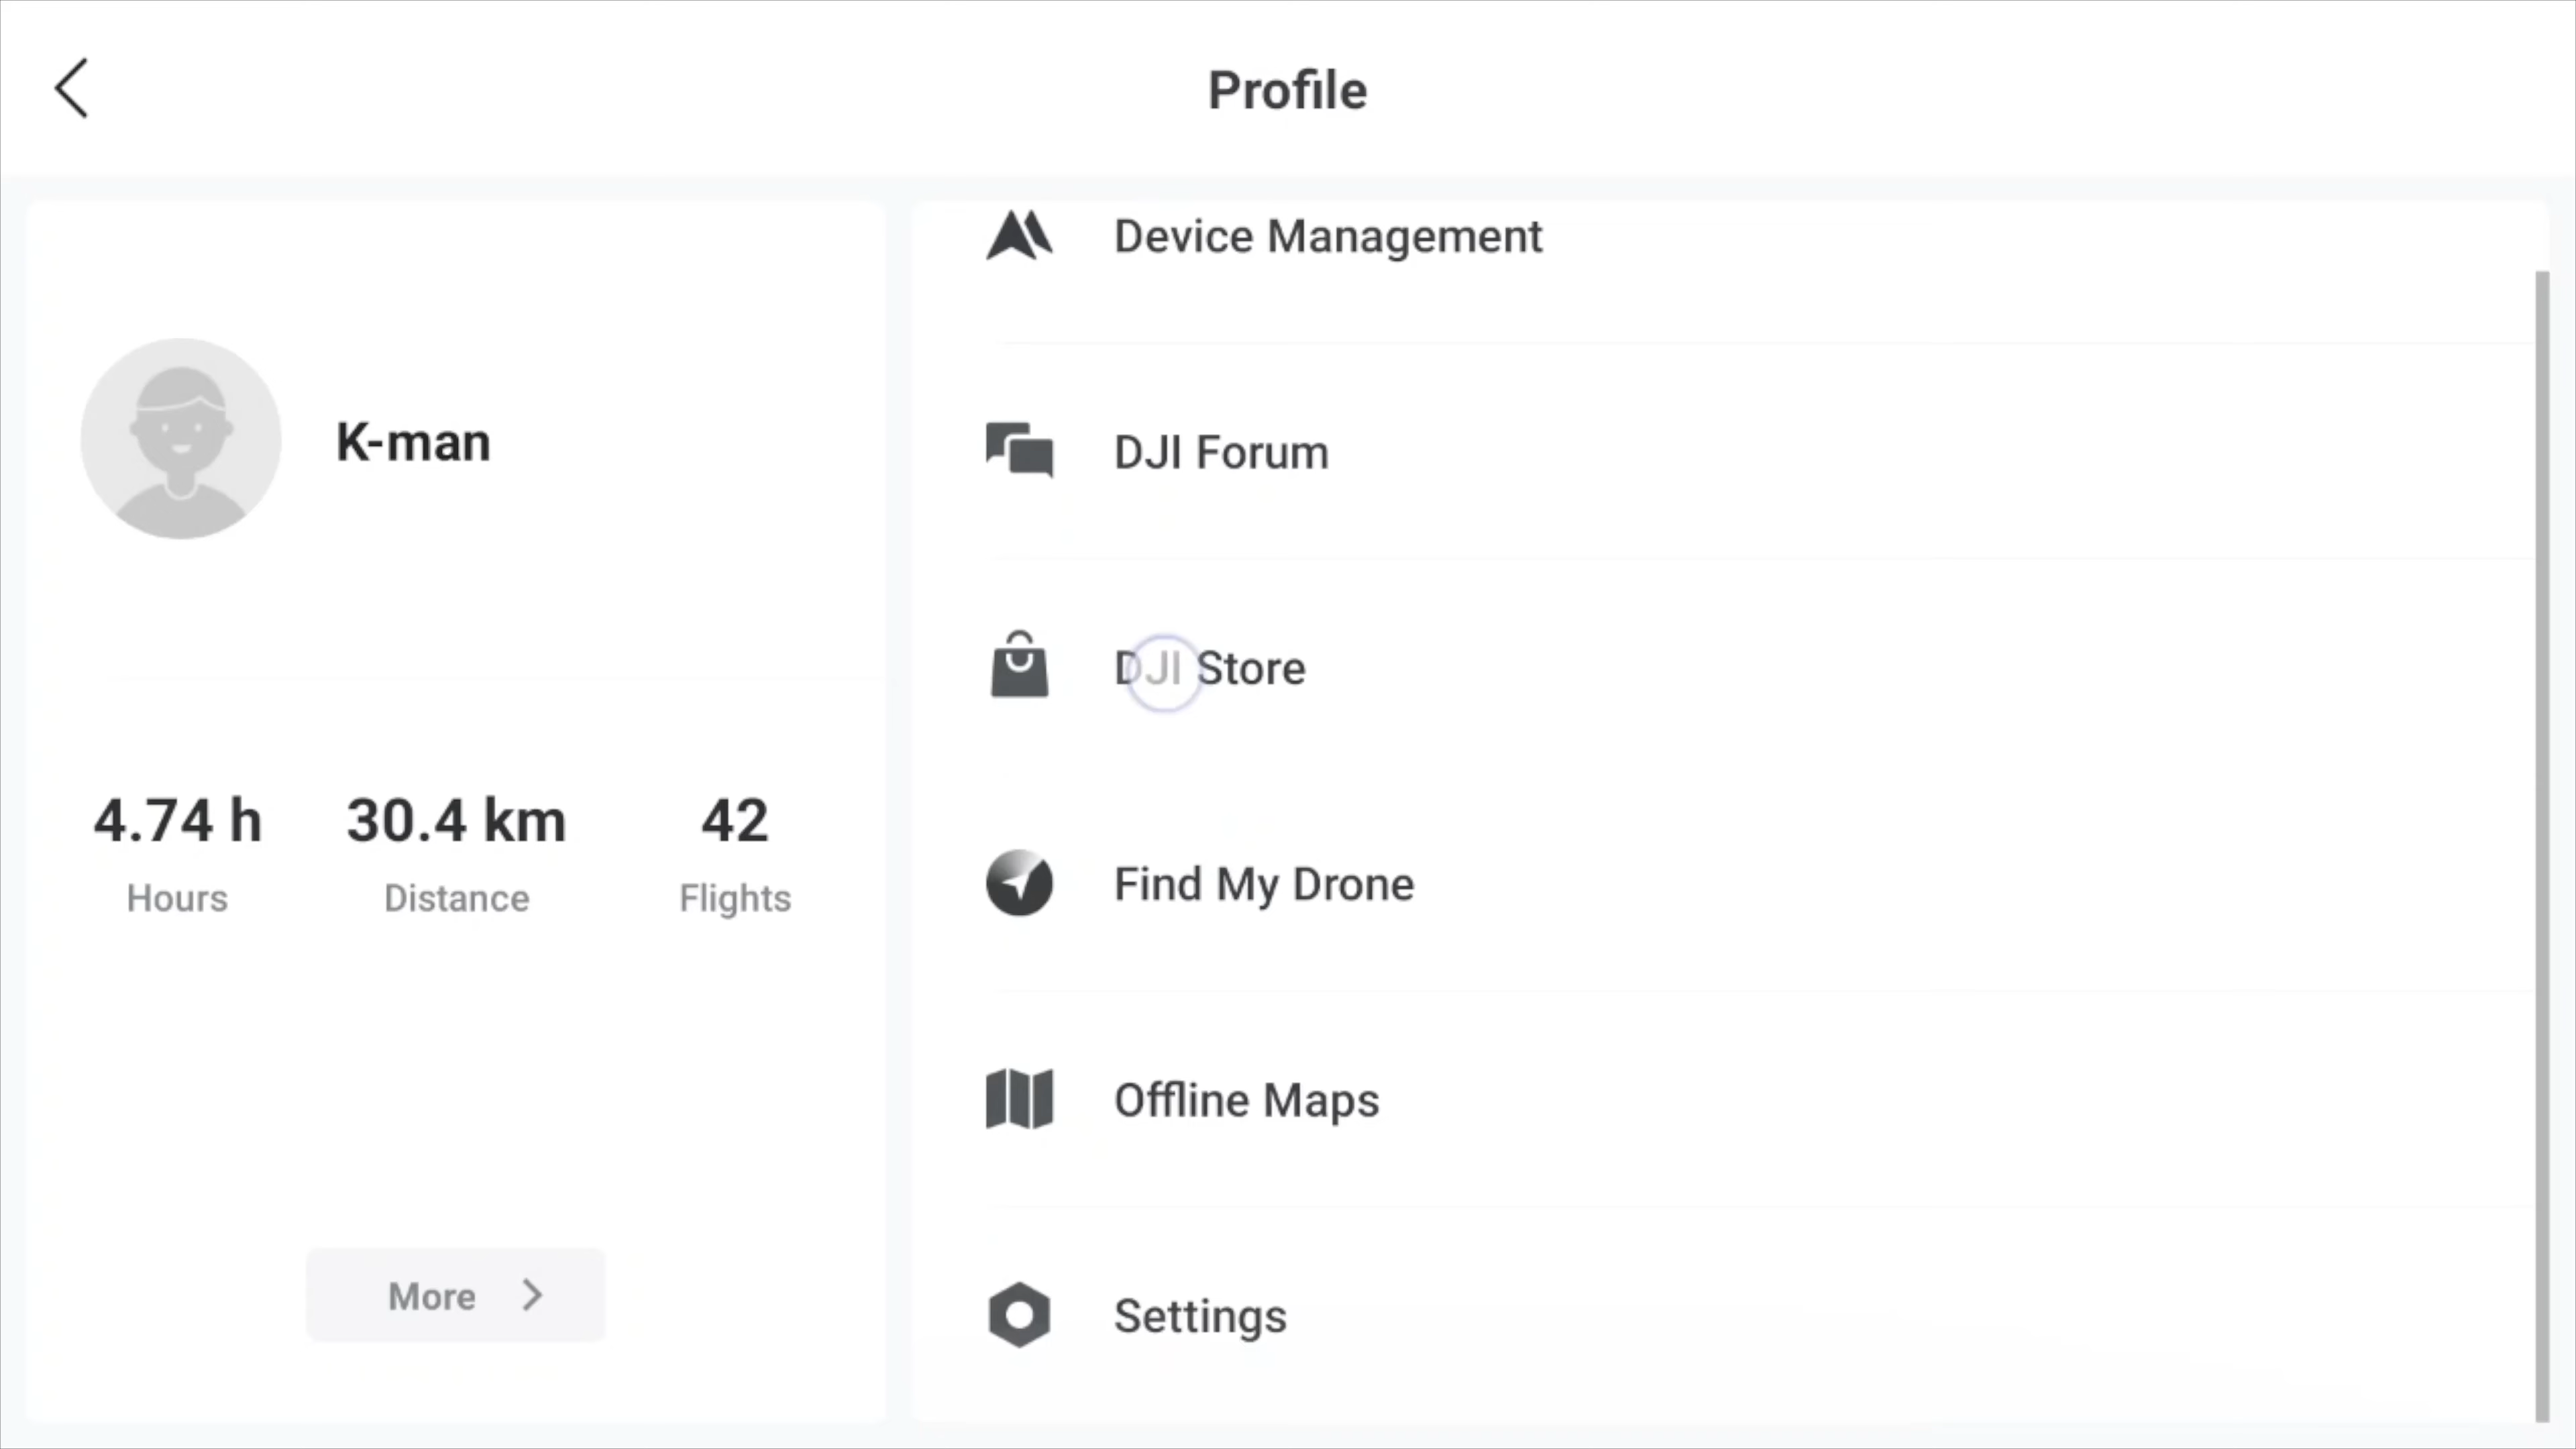 Profile
K-man
4.74 h
Hours
30.4 km
Distance
42
Flights
More
Device Management
DJI Forum
DJI Store
Find My Drone
Offline Maps
Settings